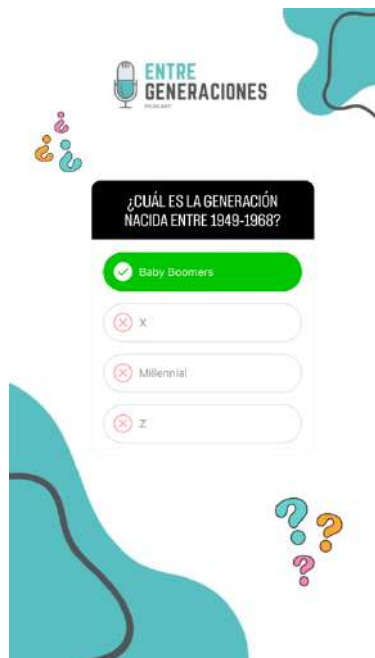 ENTRE
GENERACIONES
PODCAST
¿CUÁL ES LA GENERACIÓN
NACIDA ENTRE 1949-1968?
Baby Boomers
X
Millennial
Z